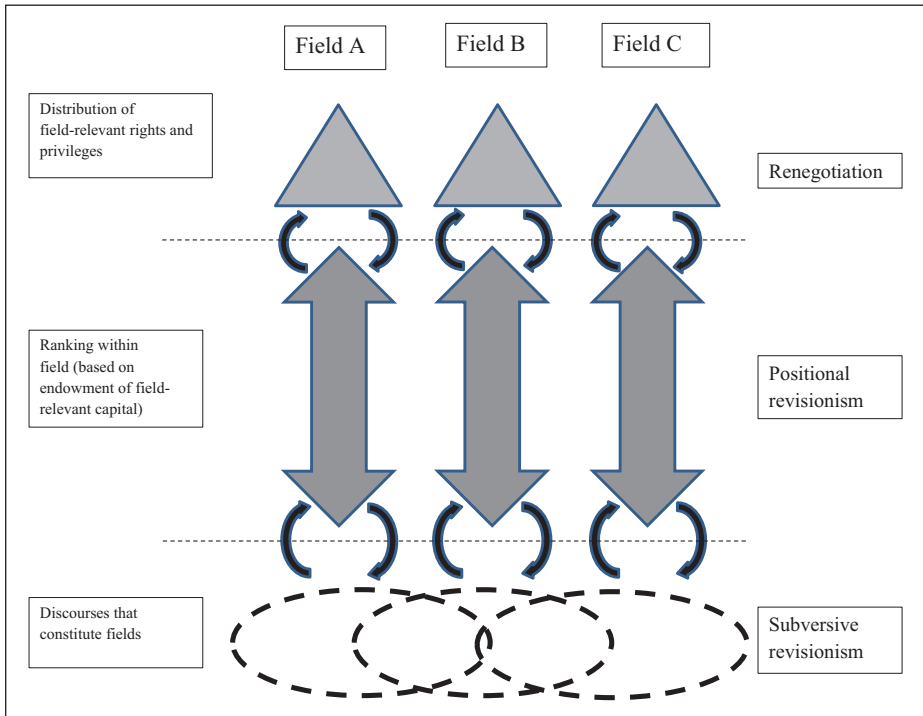 Field A
Field B
Field C
Distribution of
field-relevant rights and
privileges
Renegotiation
Ranking within
field (based on
endowment of field-
relevant capital)
Positional
revisionism
Discourses that
constitute fields
Subversive
revisionism